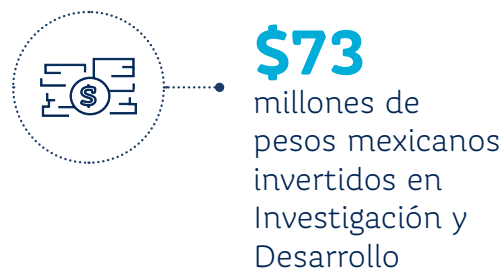 $
$73
millones de
pesos mexicanos
invertidos en
Investigación y
Desarrollo